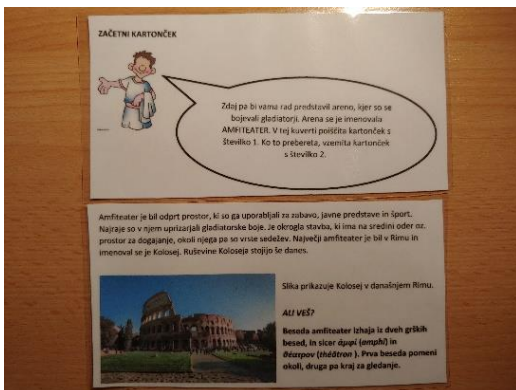 ZAČETNI KARTONČEK
Zdaj pa bi vama rad predstavil areno, kjer so se
bojevali gladiatorji. Arena se je imenovala
AMFITEATER. V tej kuverti poiščita kartonček s
številko 1. Ko to prebereta, vzemita kartonček
s številko 2.
Amfiteater je bil odprt prostor, ki so ga uporabljali za zabavo, javne predstave in šport.
Najraje so v njem uprizarjali gladiatorske boje. Je okrogla stavba, ki ima na sredini oder oz.
prostor za dogajanje, okoli njega pa so vrste sedežev. Največji amfiteater je bil v Rimu in
imenoval se je Kolosej. Ruševine Koloseja stojijo še danes.
Slika prikazuje Kolosej v današnjem Rimu.
ALI VEŠ?
Beseda amfiteater izhaja iz dveh grških
besed, in sicer ἀμφί (amphi) in
θέατρον (théātron ). Prva beseda pomeni
okoli, druga pa kraj za gledanje.